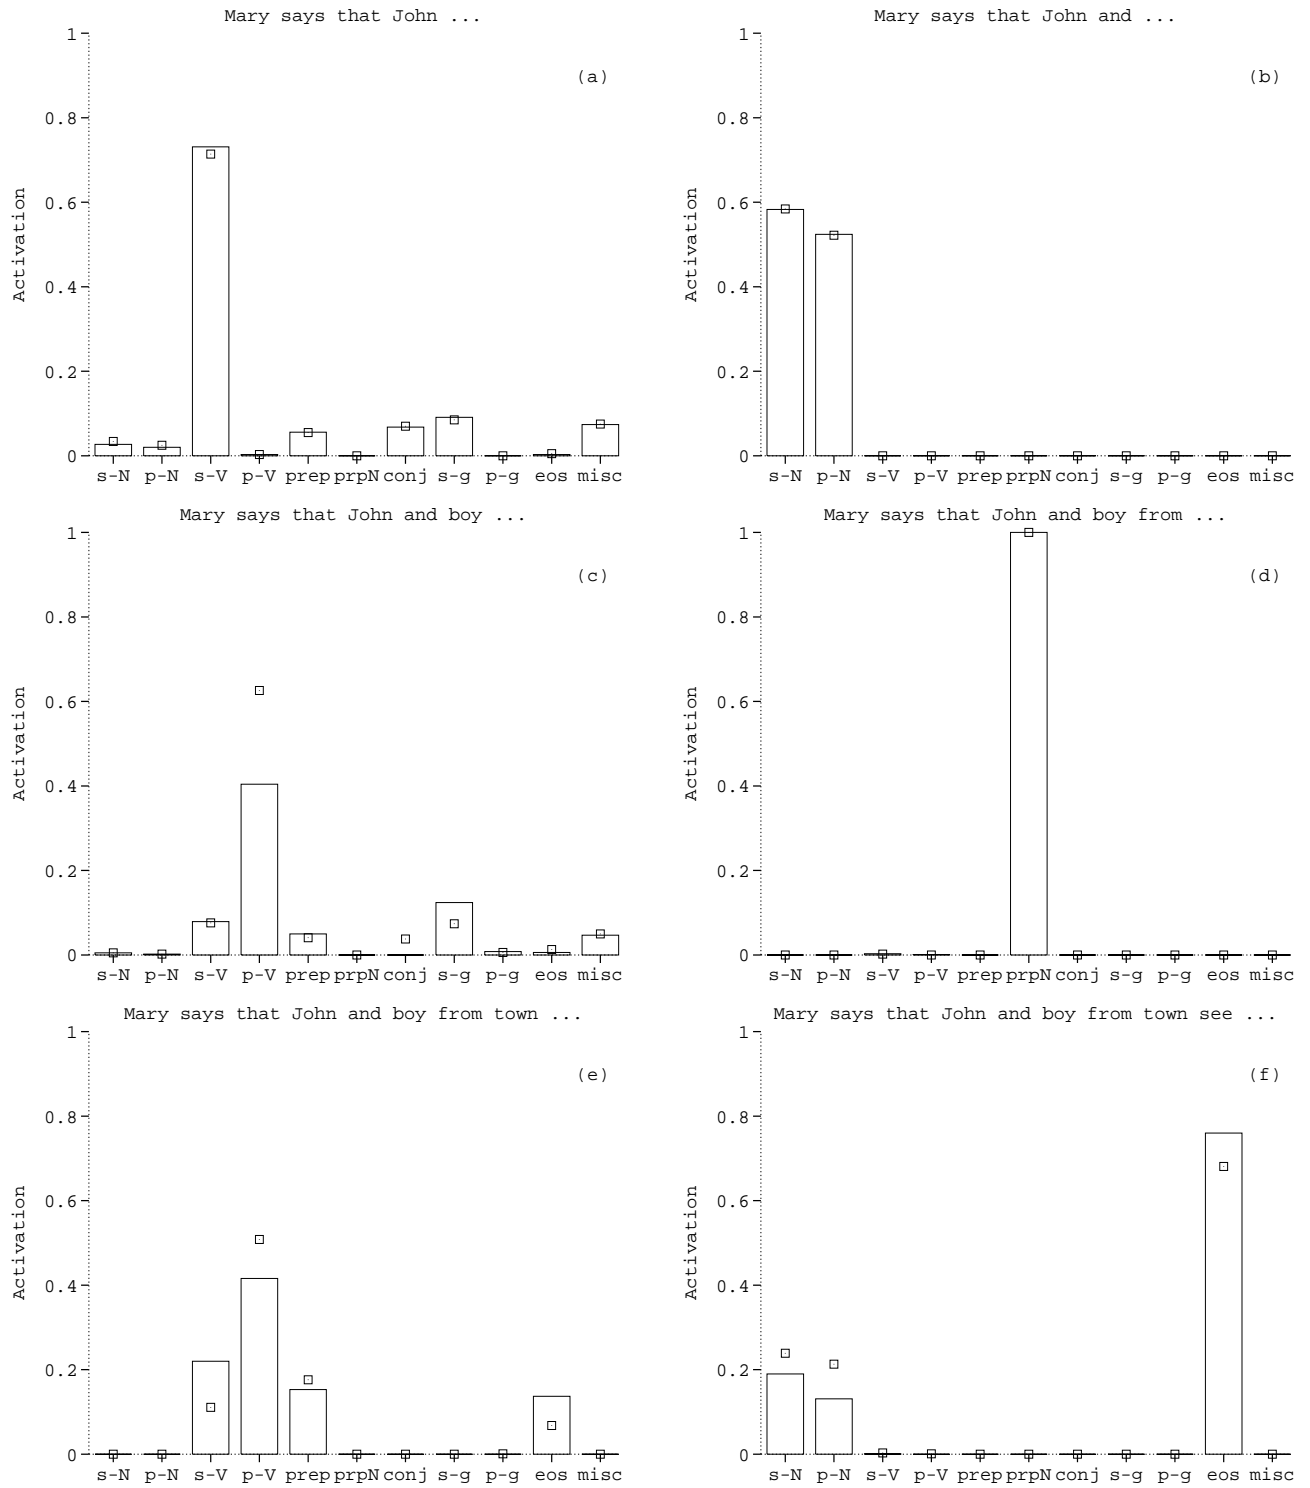 Mary says that John ...
(a)
1
0.8
0.6
0.4
0.2
0
Activation
s-N p-N s-V p-V prep prpN conj s-g p-g eos misc
Mary says that John and ...
(b)
1
0.8
0.6
0.4
0.2
0
Activation
s-N p-N s-V p-V prep prpN conj s-g p-g eos misc
Mary says that John and boy ...
(c)
1
0.8
0.6
0.4
0.2
0
Activation
s-N p-N s-V p-V prep prpN conj s-g p-g eos misc
Mary says that John and boy from ...
(d)
1
0.8
0.6
0.4
0.2
0
Activation
s-N p-N s-V p-V prep prpN conj s-g p-g eos misc
Mary says that John and boy from town ...
(e)
1
0.8
0.6
0.4
0.2
0
Activation
s-N p-N s-V p-V prep prpN conj s-g p-g eos misc
Mary says that John and boy from town see ...
(f)
1
0.8
0.6
0.4
0.2
0
Activation
s-N p-N s-V p-V prep prpN conj s-g p-g eos misc